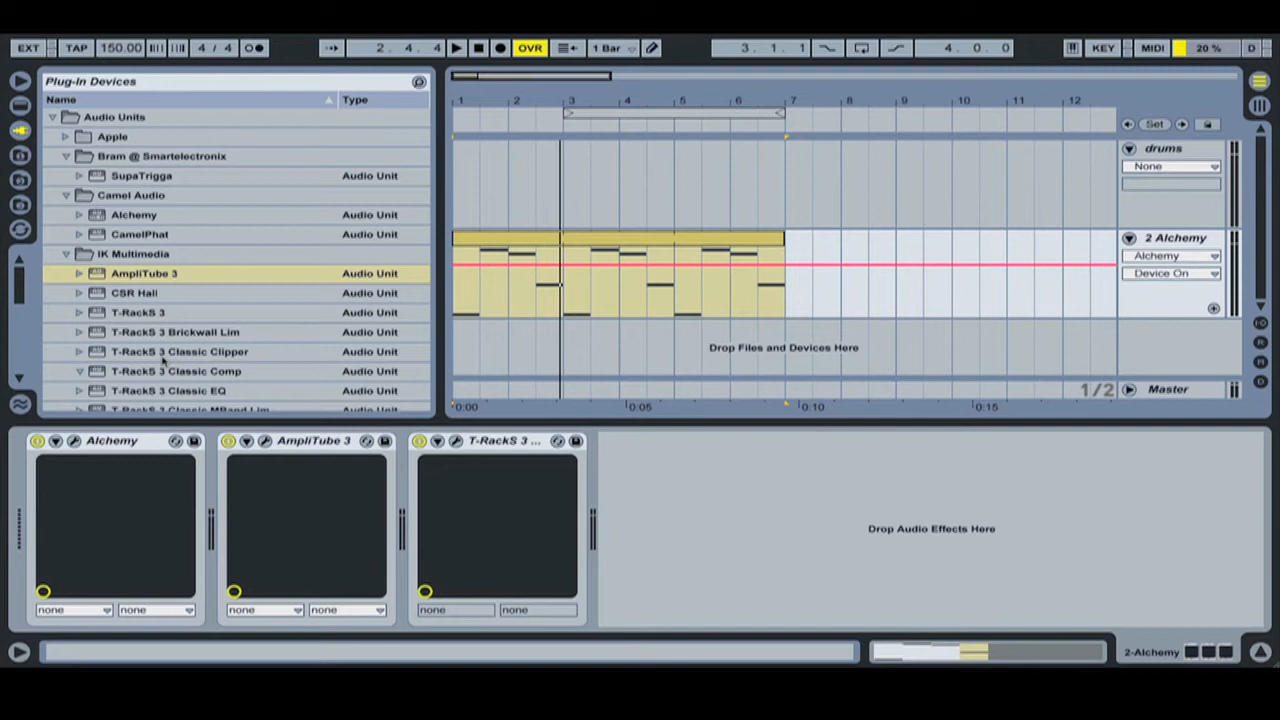 EXT TAP 150.00 4 / 4 2. 4. 4 OVR 1 Bar 3. 1. 1 4. 0. 0 KEY MIDI 20 % D
Plug-In Devices
Name Type
Audio Units
Apple
Bram @ Smartelectronix
SupaTrigga Audio Unit
Camel Audio
Alchemy Audio Unit
CamelPhat Audio Unit
IK Multimedia
AmpliTube 3 Audio Unit
CSR Hall Audio Unit
T-RackS 3 Audio Unit
T-RackS 3 Brickwall Lim Audio Unit
T-RackS 3 Classic Clipper Audio Unit
T-RackS 3 Classic Comp Audio Unit
T-RackS 3 Classic EQ Audio Unit
T-RackS 3 Classic MBand Lim Audio Unit
1 2 3 4 5 6 7 8 9 10 11 12
Set
drums
None
2 Alchemy
Alchemy
Device On
Drop Files and Devices Here
1/2 Master
0:00 0:05 0:10 0:15
Alchemy AmpliTube 3 T-RackS 3 ...
Drop Audio Effects Here
none none none none none none
2-Alchemy